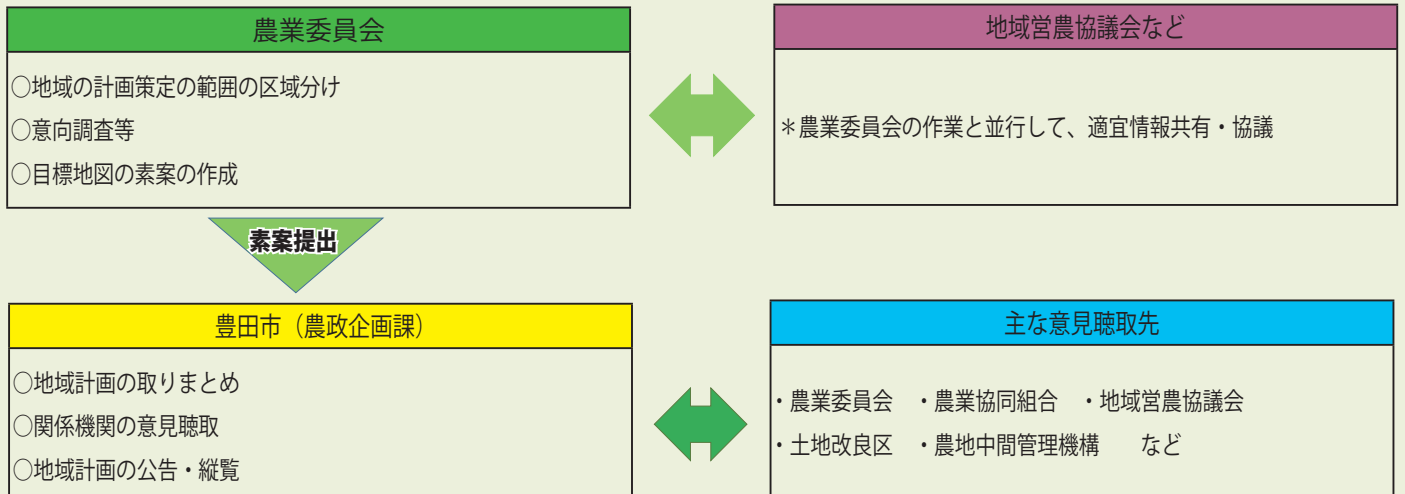 農業委員会
○地域の計画策定の範囲の区域分け
○意向調査等
○目標地図の素案の作成
地域営農協議会など
＊農業委員会の作業と並行して、適宜情報共有・協議
素案提出
豊田市（農政企画課）
○地域計画の取りまとめ
○関係機関の意見聴取
○地域計画の公告・縦覧
主な意見聴取先
・農業委員会　・農業協同組合　・地域営農協議会
・土地改良区　・農地中間管理機構　　など